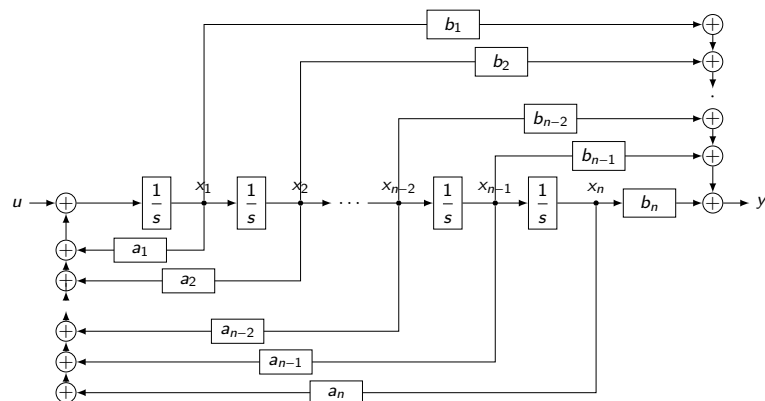 b₁
b₂
bₙ₋₂
bₙ₋₁
u 1/s x₁ 1/s x₂ ⋯ xₙ₋₂ 1/s xₙ₋₁ 1/s xₙ bₙ y
a₁
a₂
aₙ₋₂
aₙ₋₁
aₙ